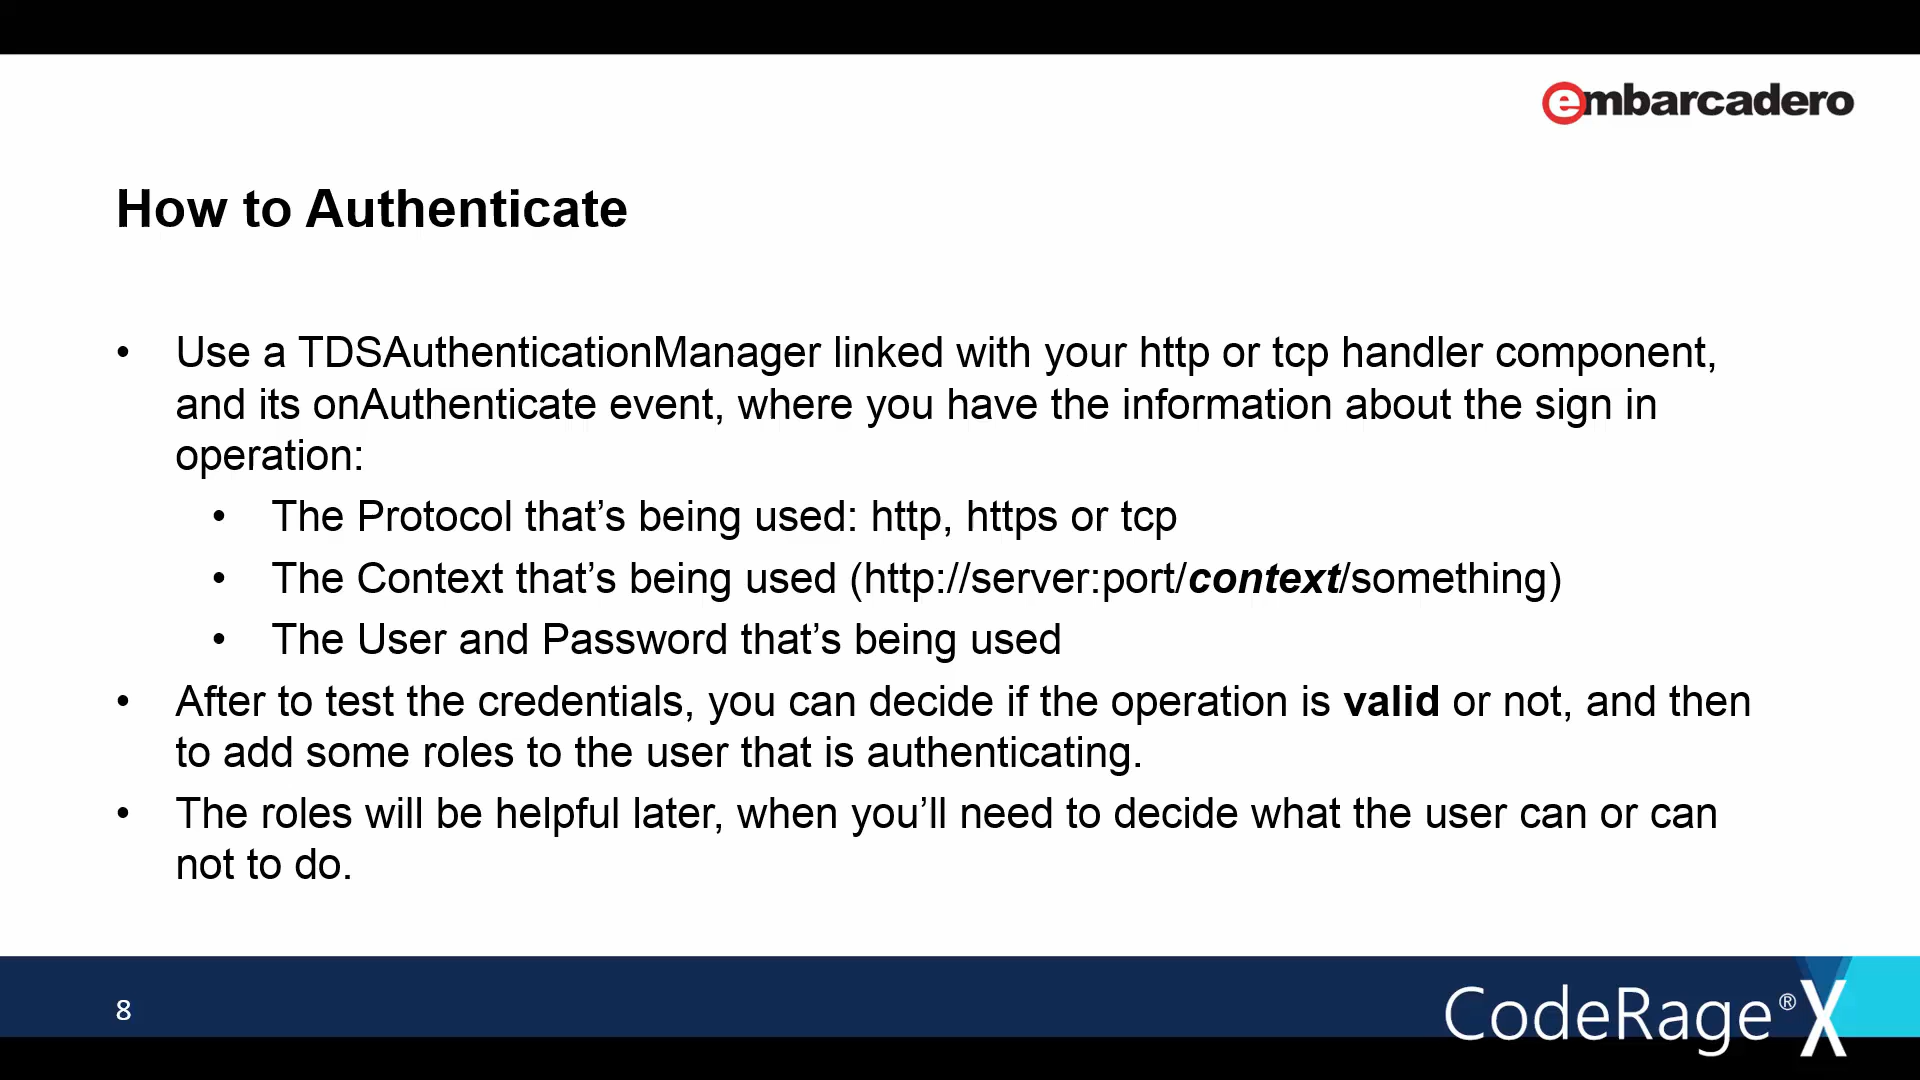 embarcadero
How to Authenticate
• Use a TDSAuthenticationManager linked with your http or tcp handler component,
and its onAuthenticate event, where you have the information about the sign in
operation:
• The Protocol that’s being used: http, https or tcp
• The Context that’s being used (http://server:port/context/something)
• The User and Password that’s being used
• After to test the credentials, you can decide if the operation is valid or not, and then
to add some roles to the user that is authenticating.
• The roles will be helpful later, when you’ll need to decide what the user can or can
not to do.
8
CodeRage® X